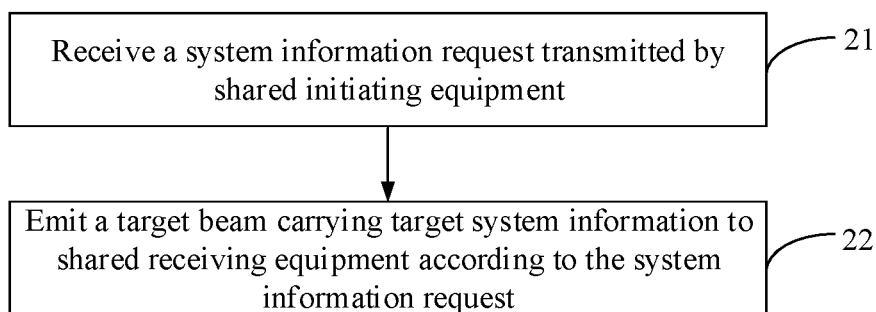 Receive a system information request transmitted by
shared initiating equipment
21
Emit a target beam carrying target system information to
shared receiving equipment according to the system
information request
22